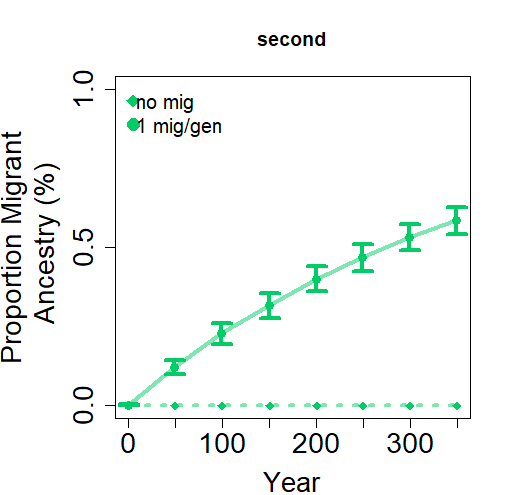 second
Proportion Migrant
Ancestry (%)
1.0
0.5
0.0
no mig
1 mig/gen
0 100 200 300
Year